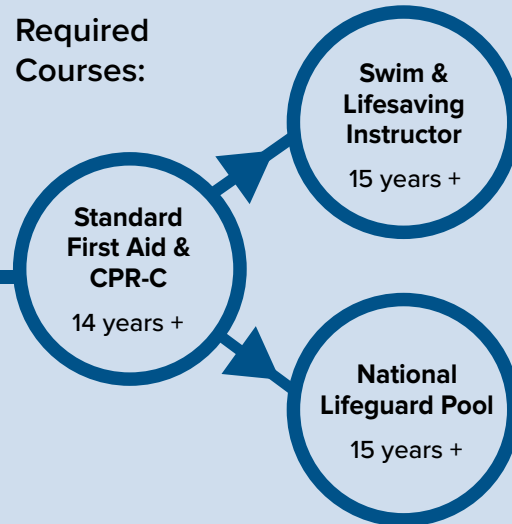 Required
Courses:
Swim &
Lifesaving
Instructor
15 years +
Standard
First Aid &
CPR-C
14 years +
National
Lifeguard Pool
15 years +